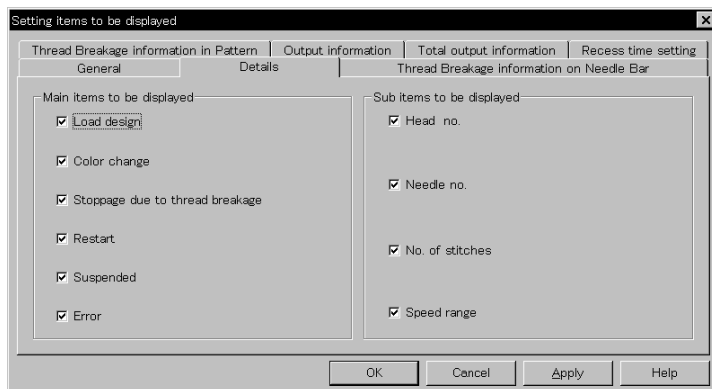 Setting items to be displayed
Thread Breakage information in Pattern Output information Total output information Recess time setting
General Details Thread Breakage information on Needle Bar
Main items to be displayed Sub items to be displayed
Load design Head no.
Color change
Needle no.
Stoppage due to thread breakage
Restart
No. of stitches
Suspended
Error Speed range
OK Cancel Apply Help